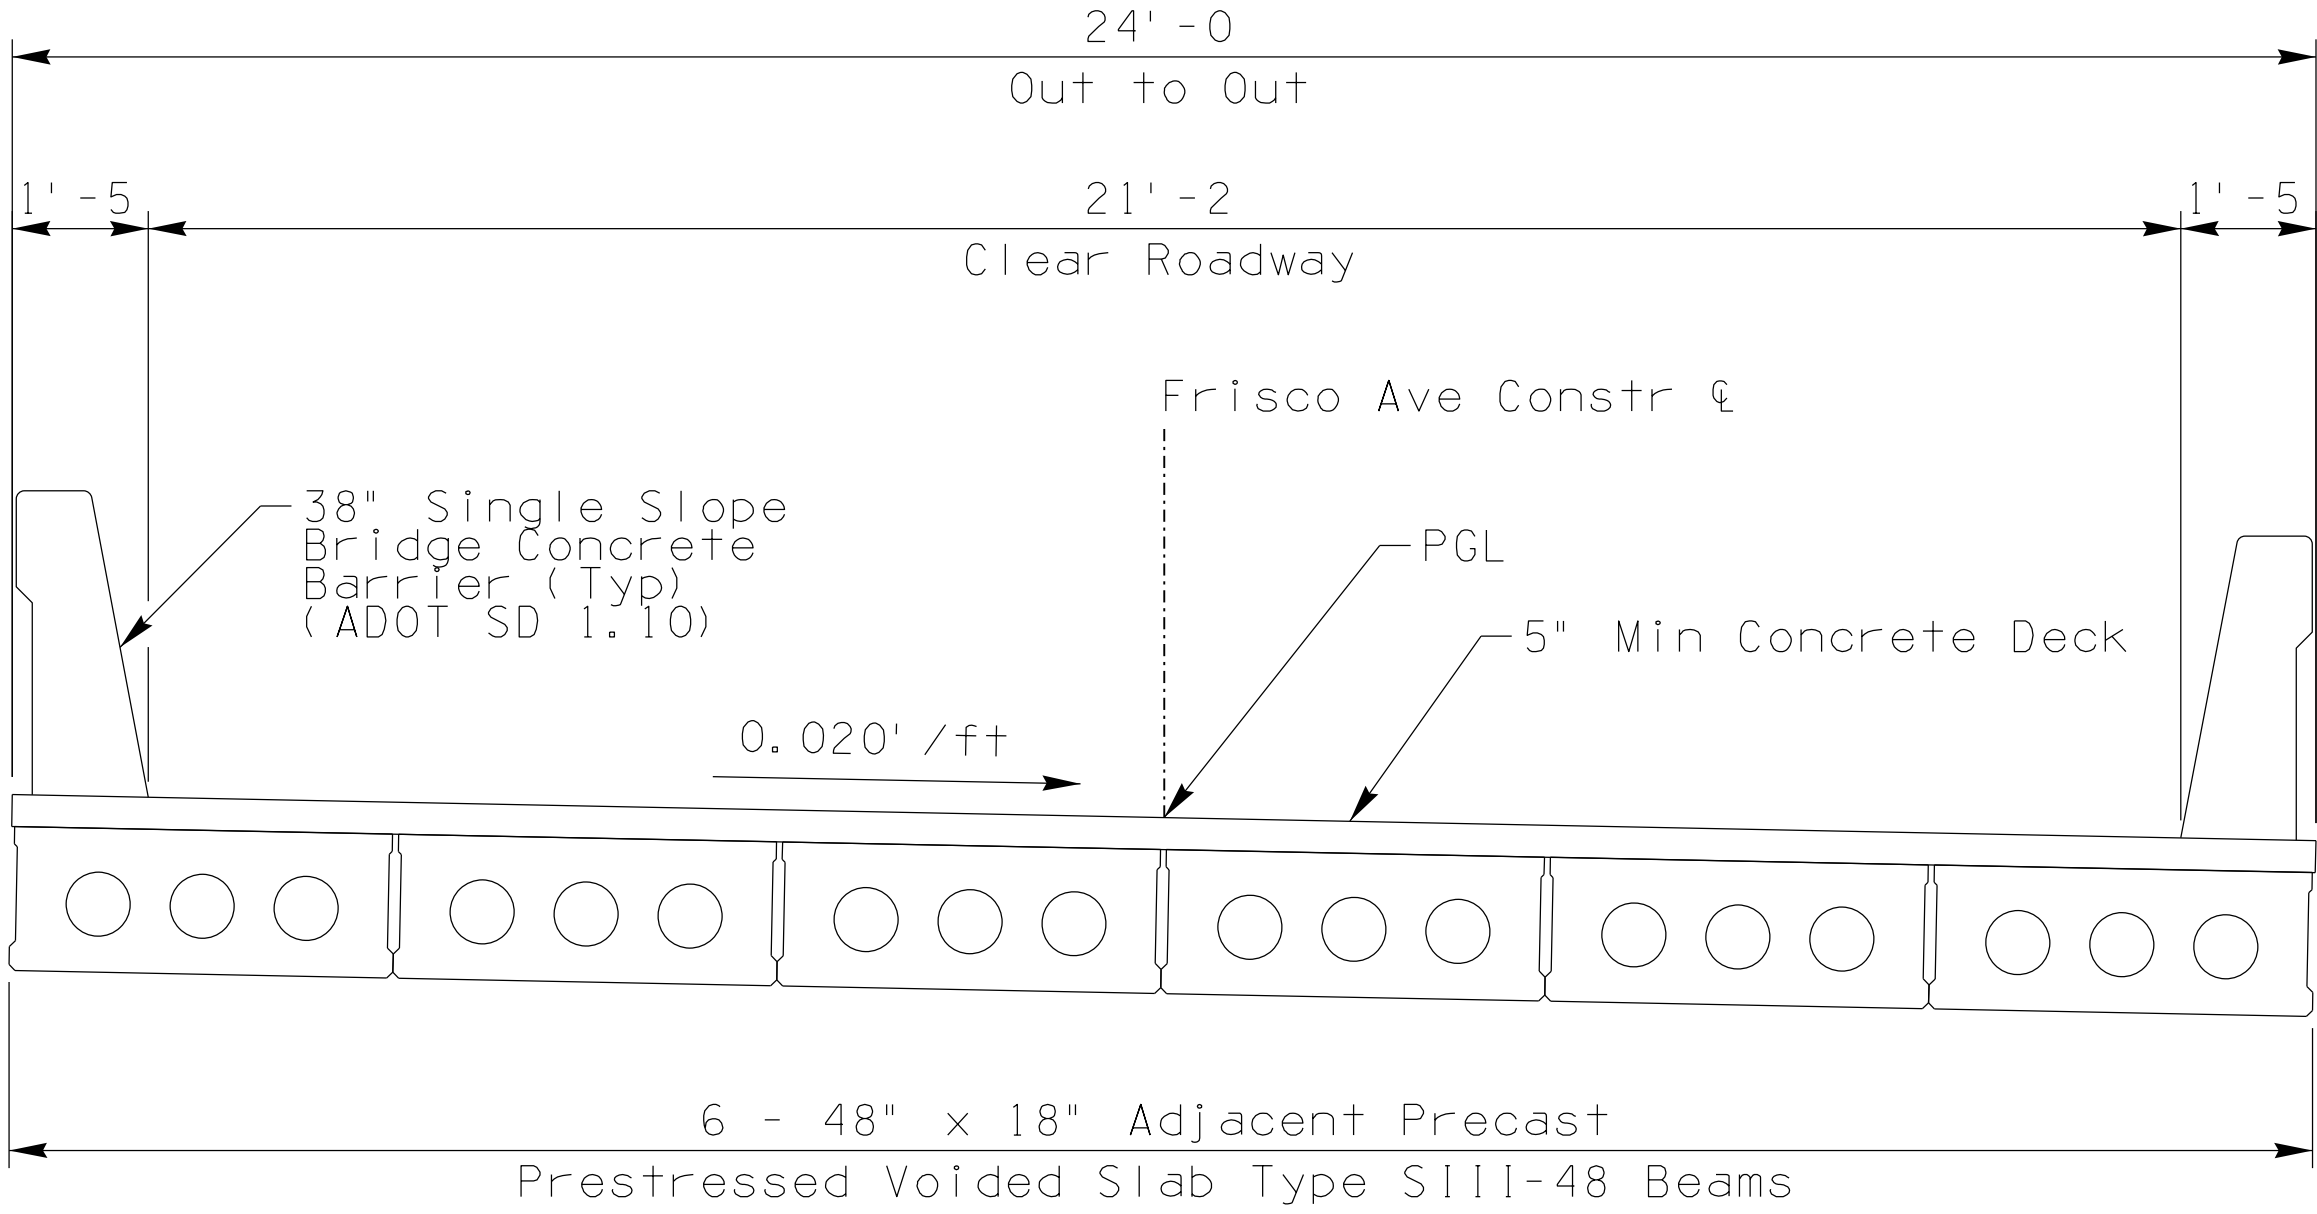 24'-0
Out to Out
1'-5
21'-2
1'-5
Clear Roadway
Frisco Ave Constr ℄
38" Single Slope
Bridge Concrete
Barrier (Typ)
(ADOT SD 1.10)
PGL
5" Min Concrete Deck
0.020'/ft
6 - 48" x 18" Adjacent Precast
Prestressed Voided Slab Type SIII-48 Beams